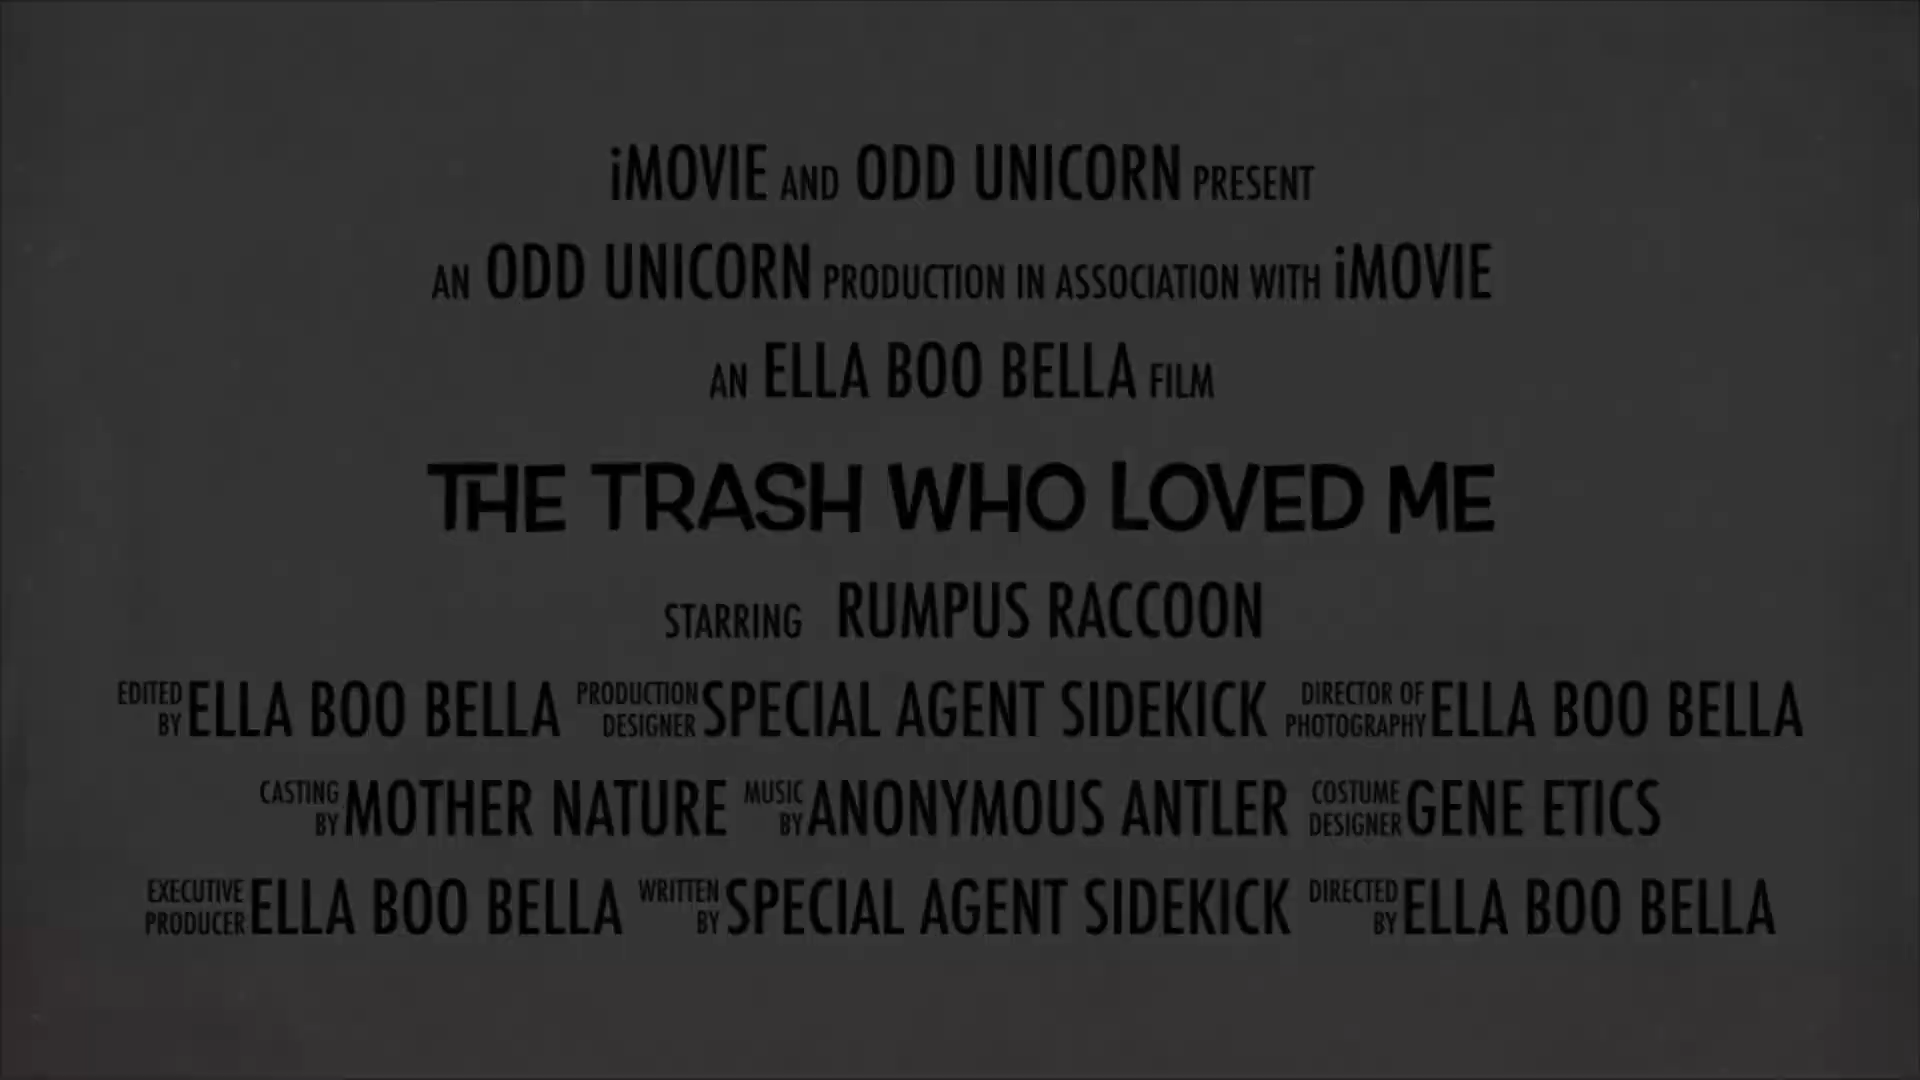 iMOVIE AND ODD UNICORN PRESENT
AN ODD UNICORN PRODUCTION IN ASSOCIATION WITH iMOVIE
AN ELLA BOO BELLA FILM
THE TRASH WHO LOVED ME
STARRING RUMPUS RACCOON
EDITED BY ELLA BOO BELLA PRODUCTION DESIGNER SPECIAL AGENT SIDEKICK DIRECTOR OF PHOTOGRAPHY ELLA BOO BELLA
CASTING BY MOTHER NATURE MUSIC BY ANONYMOUS ANTLER COSTUME DESIGNER GENE ETICS
EXECUTIVE PRODUCER ELLA BOO BELLA WRITTEN BY SPECIAL AGENT SIDEKICK DIRECTED BY ELLA BOO BELLA